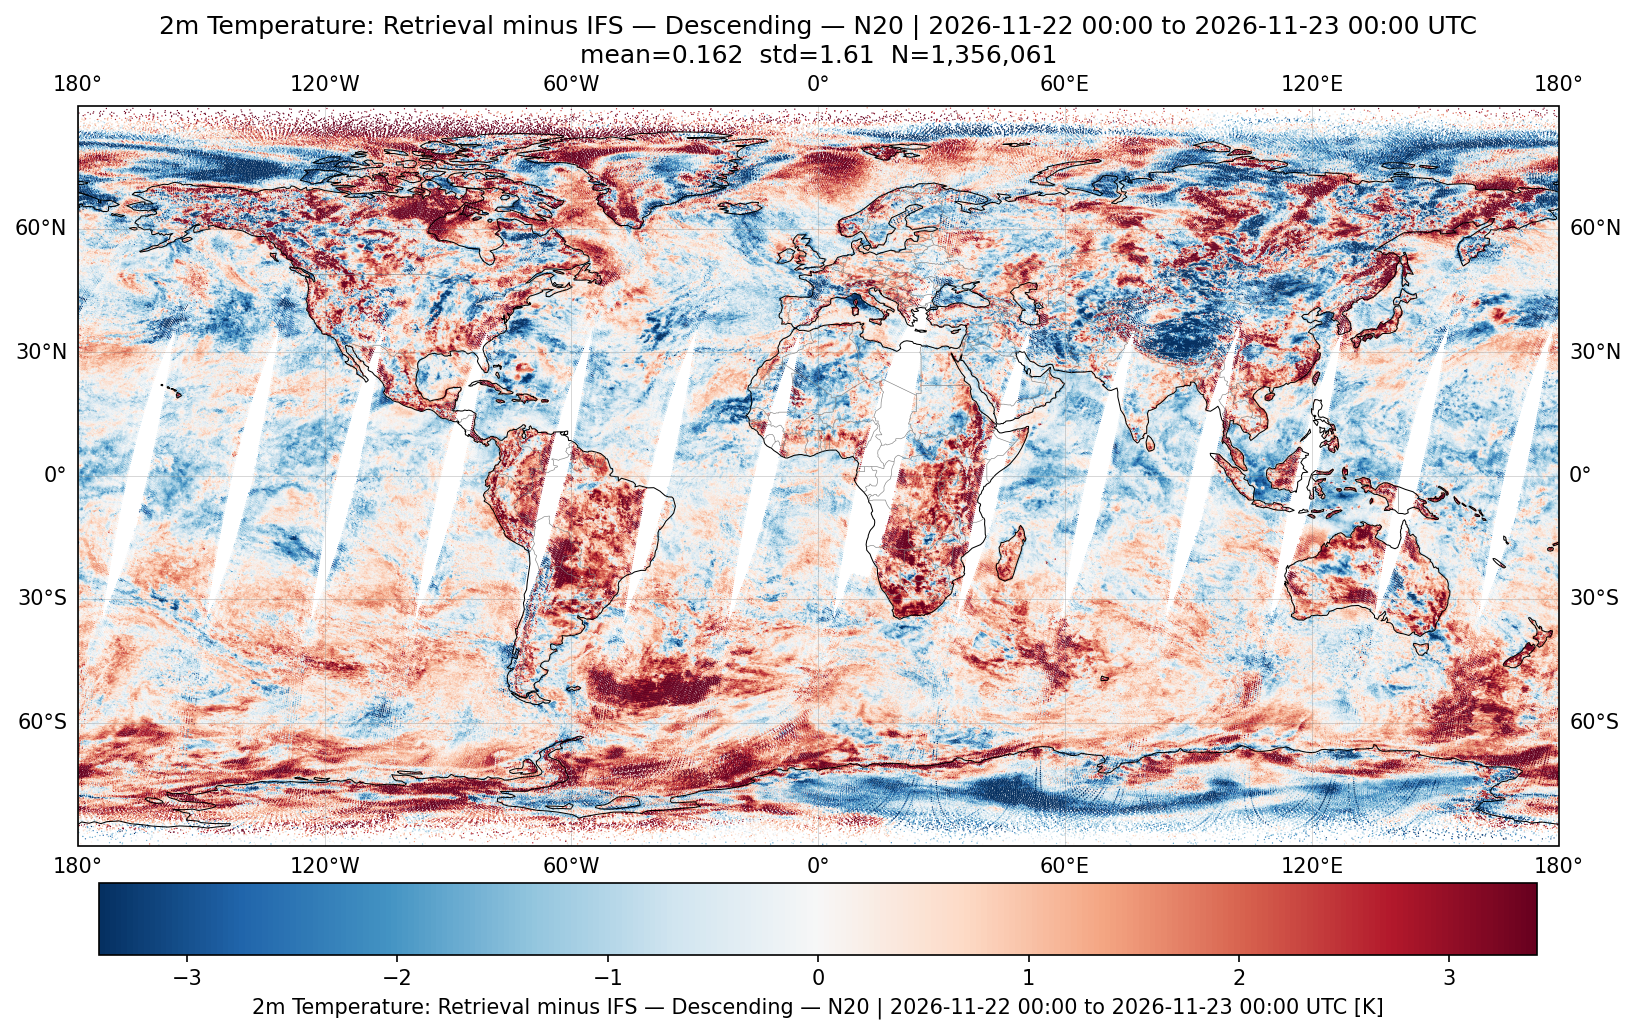 2m Temperature: Retrieval minus IFS — Descending — N20 | 2026-11-22 00:00 to 2026-11-23 00:00 UTC
mean=0.162  std=1.61  N=1,356,061
180° 120°W 60°W 0° 60°E 120°E 180°
60°N 60°N
30°N 30°N
0° 0°
30°S 30°S
60°S 60°S
180° 120°W 60°W 0° 60°E 120°E 180°
−3 −2 −1 0 1 2 3
2m Temperature: Retrieval minus IFS — Descending — N20 | 2026-11-22 00:00 to 2026-11-23 00:00 UTC [K]